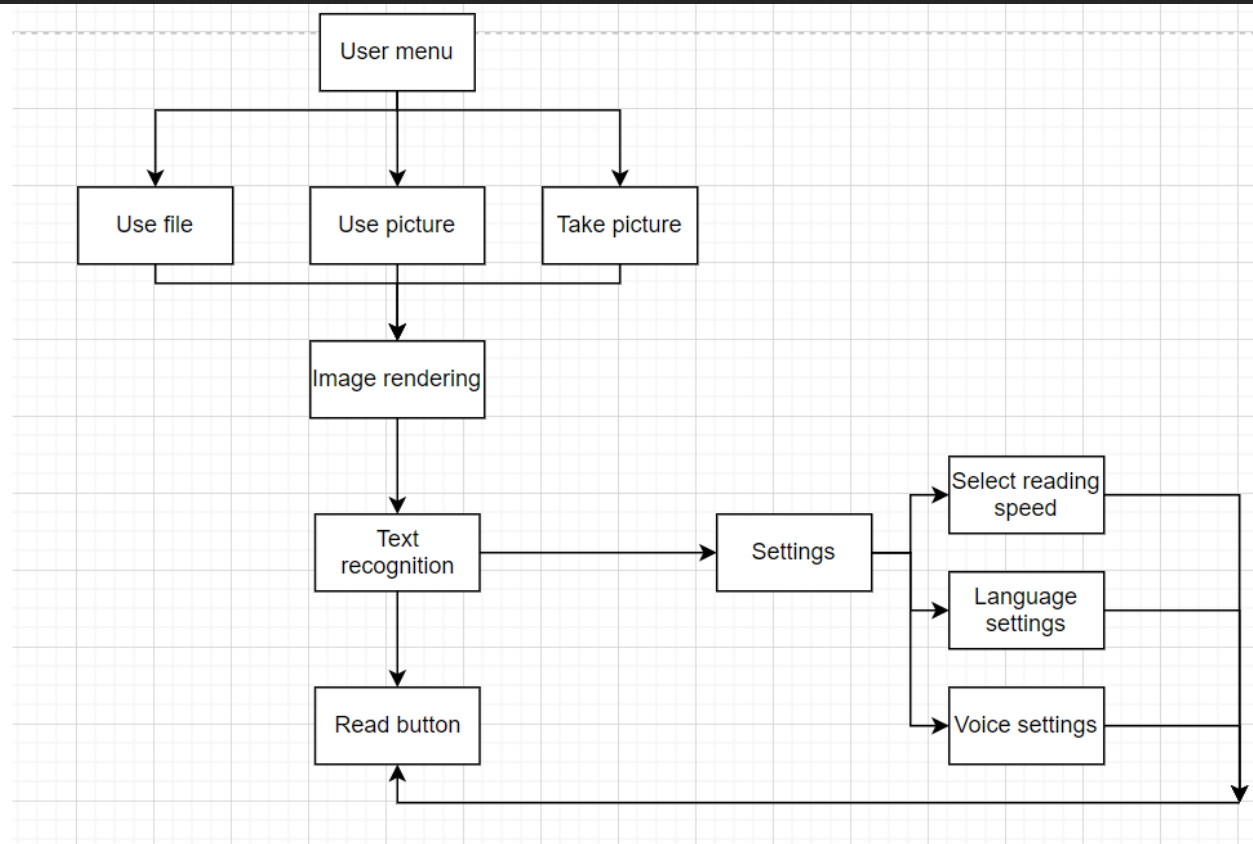 User menu
Use file
Use picture
Take picture
Image rendering
Text
recognition
Settings
Select reading
speed
Language
settings
Voice settings
Read button